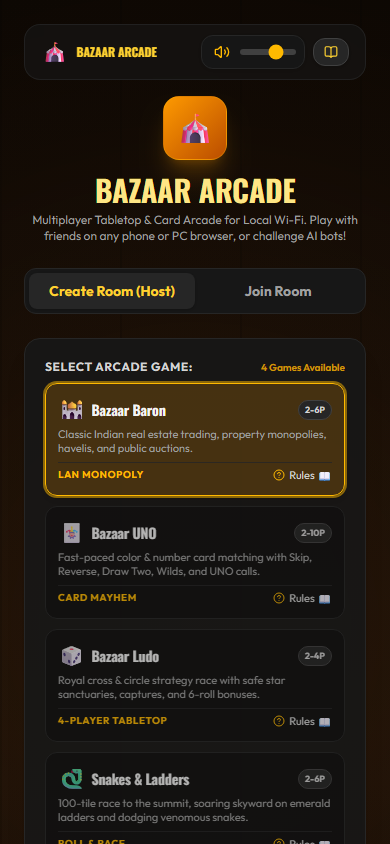 BAZAAR ARCADE
BAZAAR ARCADE
Multiplayer Tabletop & Card Arcade for Local Wi-Fi. Play with
friends on any phone or PC browser, or challenge AI bots!
Create Room (Host)
Join Room
SELECT ARCADE GAME:
4 Games Available
Bazaar Baron
2-6P
Classic Indian real estate trading, property monopolies,
havelis, and public auctions.
LAN MONOPOLY
Rules
Bazaar UNO
2-10P
Fast-paced color & number card matching with Skip,
Reverse, Draw Two, Wilds, and UNO calls.
CARD MAYHEM
Rules
Bazaar Ludo
2-4P
Royal cross & circle strategy race with safe star
sanctuaries, captures, and 6-roll bonuses.
4-PLAYER TABLETOP
Rules
Snakes & Ladders
2-6P
100-tile race to the summit, soaring skyward on emerald
ladders and dodging venomous snakes.
ROLL & RACE
Rules